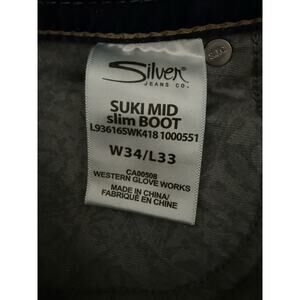 Silver
JEANS CO.
SUKI MID
slim BOOT
L93616SWK418 1000551
W34/L33
CA00508
WESTERN GLOVE WORKS
MADE IN CHINA/
FABRIQUÉ EN CHINE